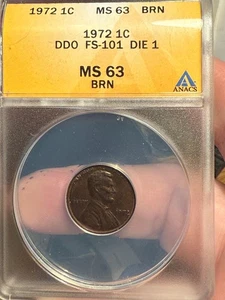 1972 1C MS 63 BRN
1972 1C
DDO FS-101 DIE 1
MS 63
BRN
ANACS